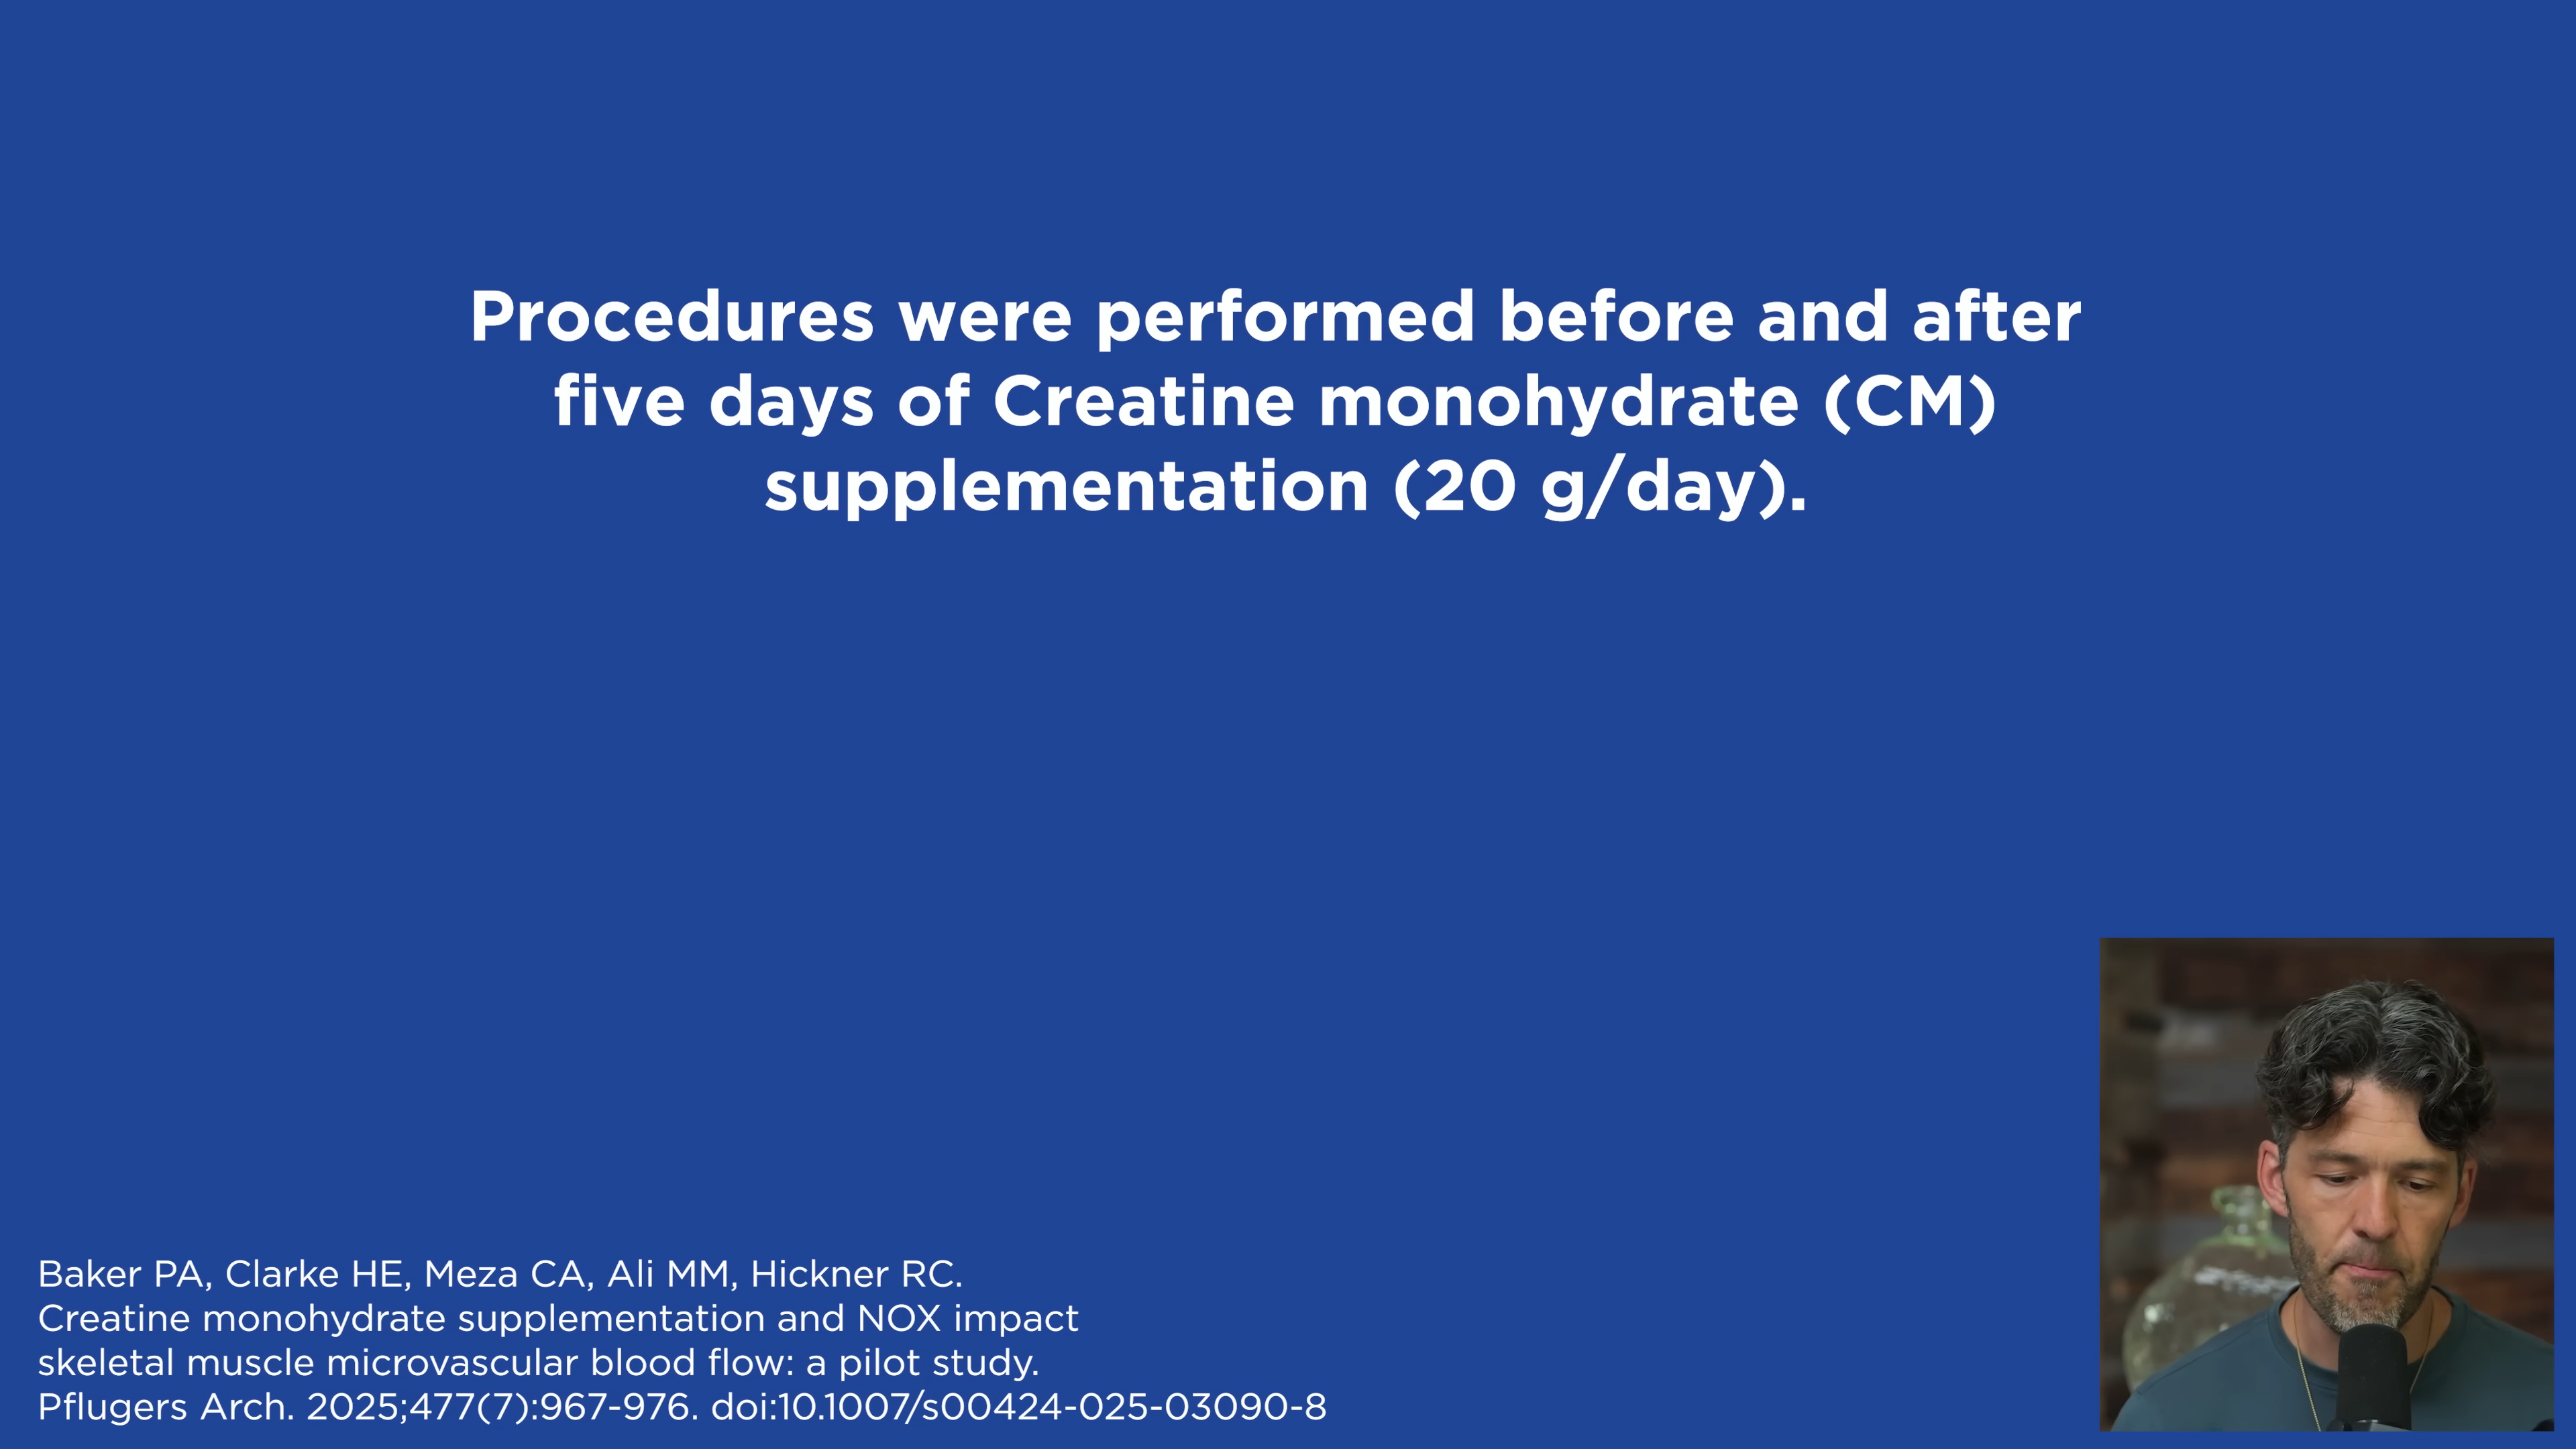 Procedures were performed before and after
five days of Creatine monohydrate (CM)
supplementation (20 g/day).
Baker PA, Clarke HE, Meza CA, Ali MM, Hickner RC.
Creatine monohydrate supplementation and NOX impact
skeletal muscle microvascular blood flow: a pilot study.
Pflugers Arch. 2025;477(7):967-976. doi:10.1007/s00424-025-03090-8